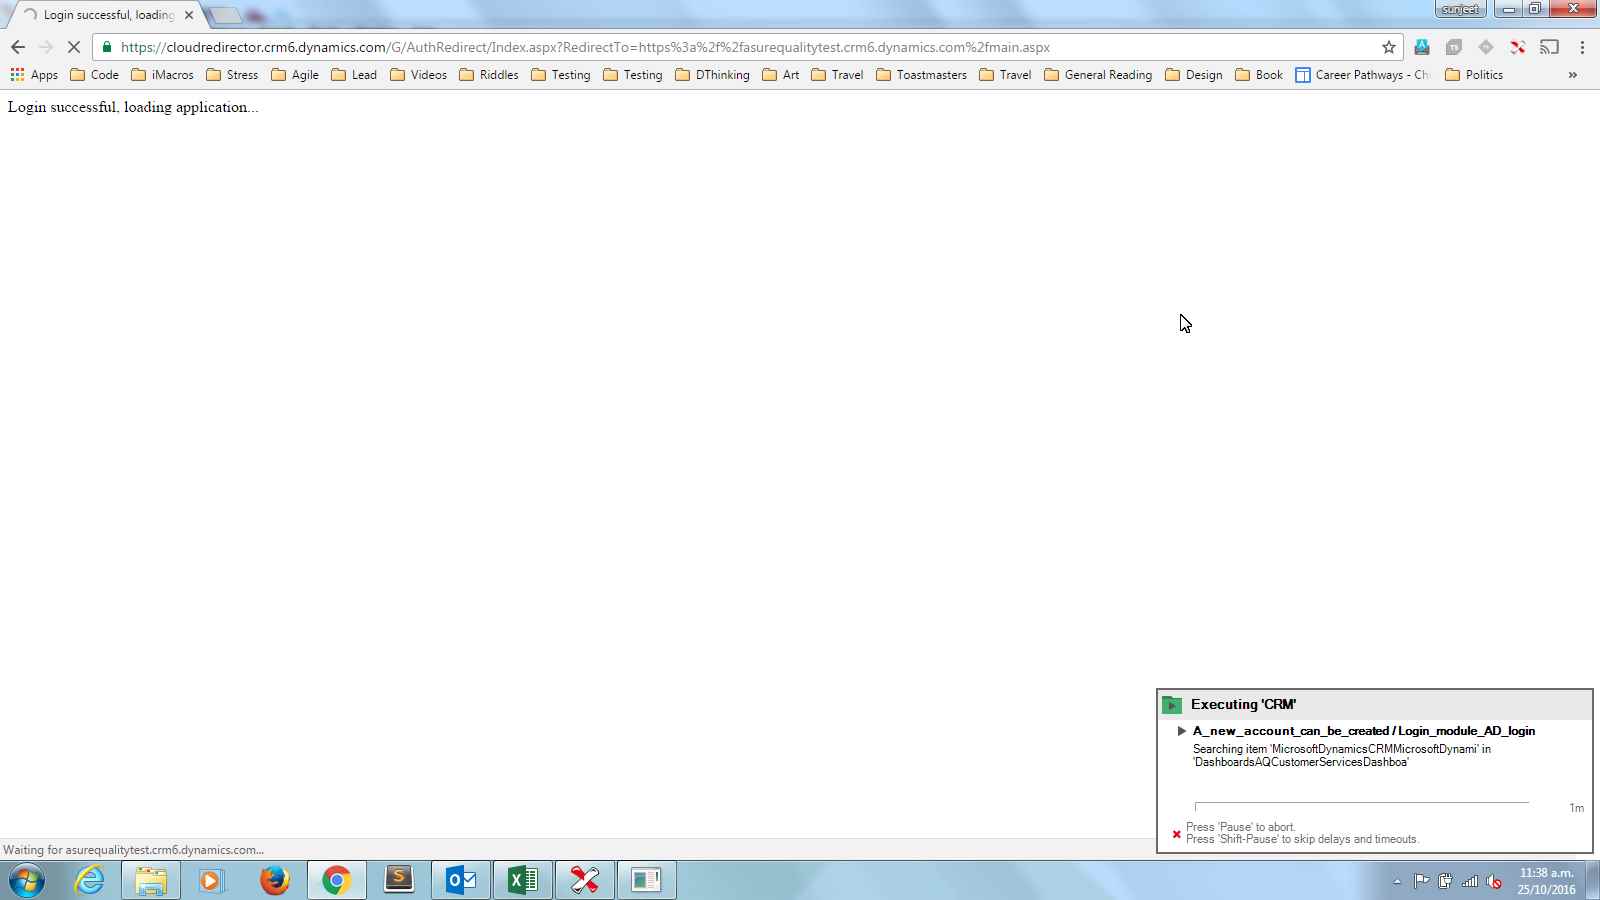 Login successful, loading
sunjeet
https://cloudredirector.crm6.dynamics.com/G/AuthRedirect/Index.aspx?RedirectTo=https%3a%2f%2fasurequalitytest.crm6.dynamics.com%2fmain.aspx
Apps Code iMacros Stress Agile Lead Videos Riddles Testing Testing DThinking Art Travel Toastmasters Travel General Reading Design Book Career Pathways - Ch Politics »
Login successful, loading application...
Executing 'CRM'
A_new_account_can_be_created / Login_module_AD_login
Searching item 'MicrosoftDynamicsCRMMicrosoftDynami' in
'DashboardsAQCustomerServicesDashboa'
1m
Press 'Pause' to abort.
Press 'Shift-Pause' to skip delays and timeouts.
Waiting for asurequalitytest.crm6.dynamics.com...
11:38 a.m.
25/10/2016